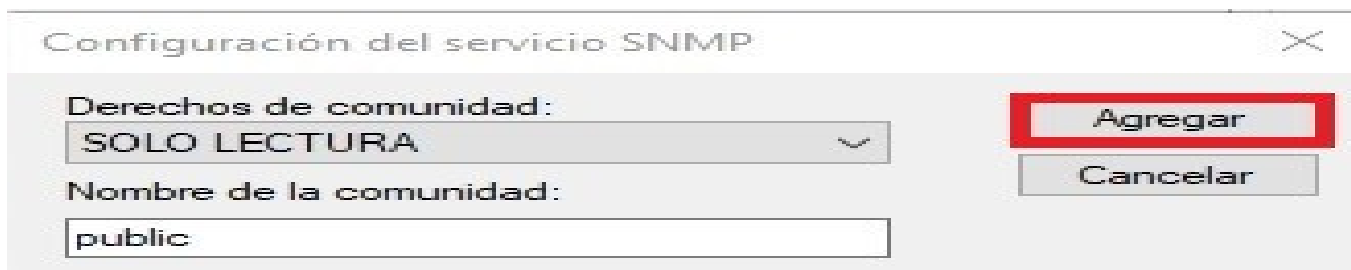 Configuración del servicio SNMP
Derechos de comunidad:
SOLO LECTURA
Agregar
Nombre de la comunidad:
Cancelar
public